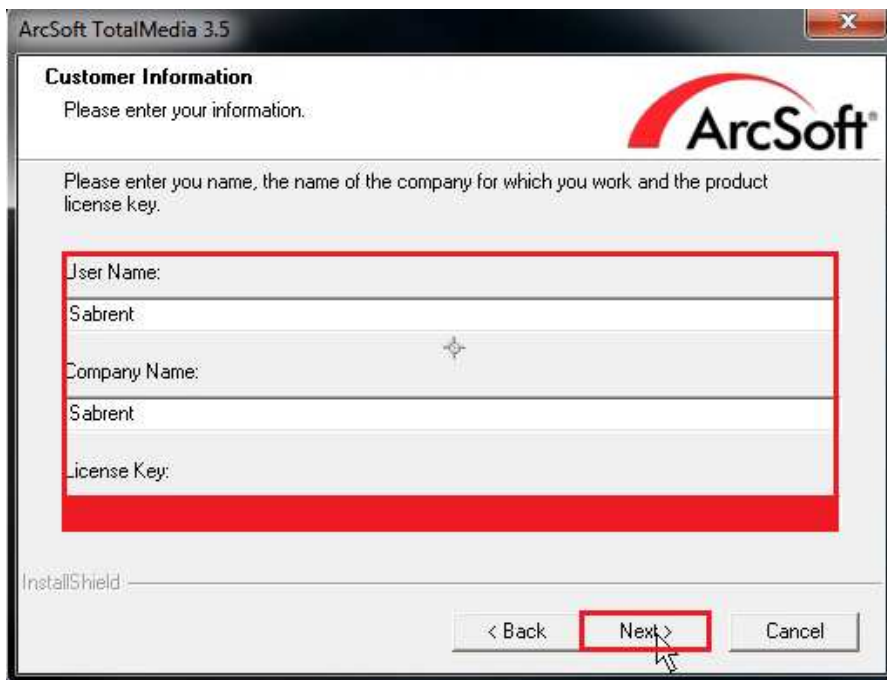 ArcSoft TotalMedia 3.5
Customer Information
Please enter your information.
ArcSoft®
Please enter you name, the name of the company for which you work and the product
license key.
User Name:
Sabrent
Company Name:
Sabrent
License Key:
InstallShield
< Back
Next >
Cancel